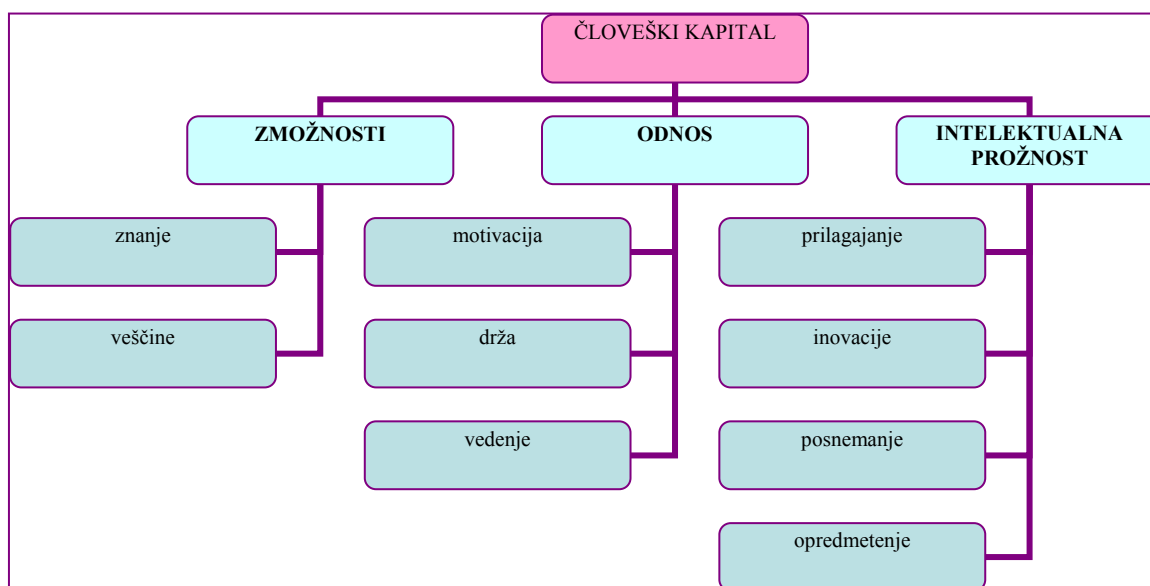 ČLOVEŠKI KAPITAL
ZMOŽNOSTI
ODNOS
INTELEKTUALNA
PROŽNOST
znanje
motivacija
prilagajanje
veščine
drža
inovacije
vedenje
posnemanje
opredmetenje